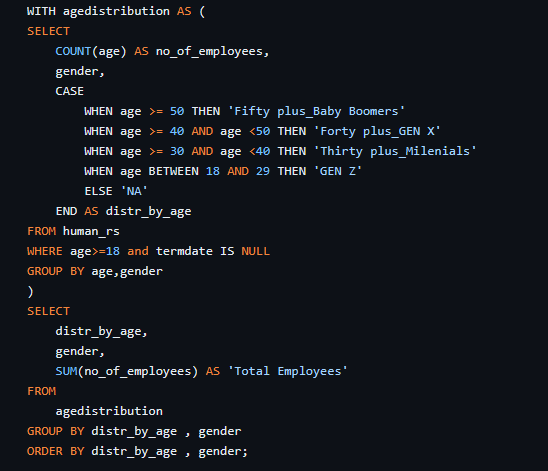 WITH agedistribution AS (
SELECT
    COUNT(age) AS no_of_employees,
    gender,
    CASE
        WHEN age >= 50 THEN 'Fifty plus_Baby Boomers'
        WHEN age >= 40 AND age <50 THEN 'Forty plus_GEN X'
        WHEN age >= 30 AND age <40 THEN 'Thirty plus_Milenials'
        WHEN age BETWEEN 18 AND 29 THEN 'GEN Z'
        ELSE 'NA'
    END AS distr_by_age
FROM human_rs
WHERE age>=18 and termdate IS NULL
GROUP BY age,gender
)
SELECT
    distr_by_age,
    gender,
    SUM(no_of_employees) AS 'Total Employees'
FROM
    agedistribution
GROUP BY distr_by_age , gender
ORDER BY distr_by_age , gender;